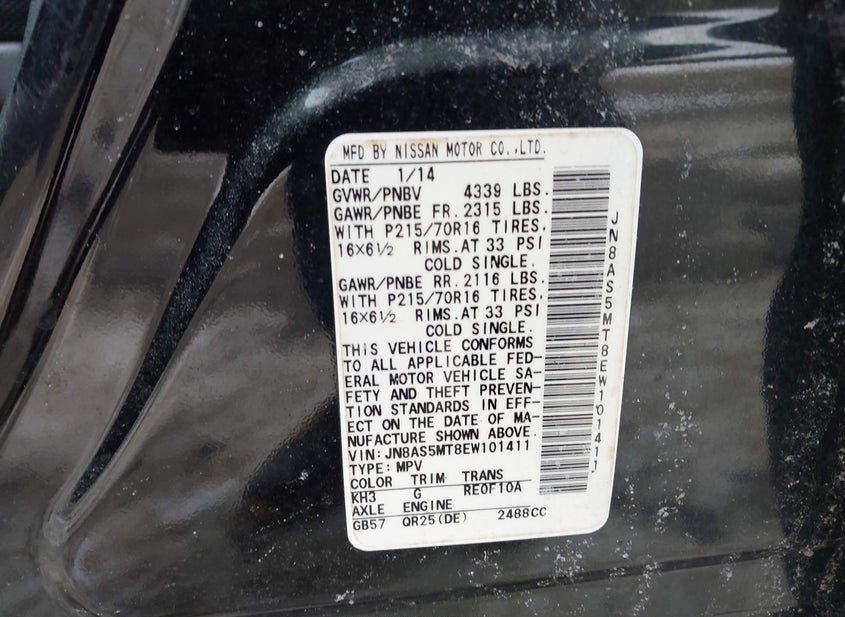 MFD BY NISSAN MOTOR CO.,LTD.
DATE 1/14
GVWR/PNBV 4339 LBS.
GAWR/PNBE FR. 2315 LBS.
WITH P215/70R16 TIRES,
16×6½ RIMS.AT 33 PSI
COLD SINGLE.
GAWR/PNBE RR. 2116 LBS.
WITH P215/70R16 TIRES,
16×6½ RIMS.AT 33 PSI
COLD SINGLE.
THIS VEHICLE CONFORMS
TO ALL APPLICABLE FED-
ERAL MOTOR VEHICLE SA-
FETY AND THEFT PREVEN-
TION STANDARDS IN EFF-
ECT ON THE DATE OF MA-
NUFACTURE SHOWN ABOVE.
VIN: JN8AS5MT8EW101411
TYPE: MPV
COLOR TRIM TRANS
KH3 G RE0F10A
AXLE ENGINE
GB57 QR25(DE) 2488CC
JN8AS5MT8EW101411